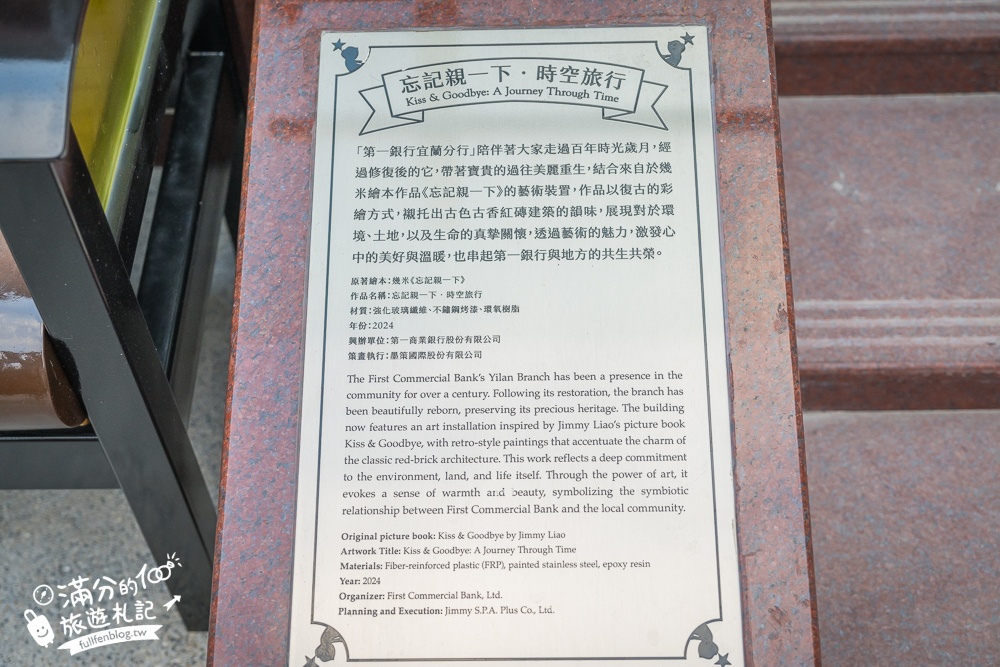 忘記親一下・時空旅行
Kiss & Goodbye: A Journey Through Time
「第一銀行宜蘭分行」陪伴著大家走過百年時光歲月，經
過修復後的它，帶著寶貴的過往美麗重生，結合來自於幾
米繪本作品《忘記親一下》的藝術裝置，作品以復古的彩
繪方式，襯托出古色古香紅磚建築的韻味，展現對於環
境、土地，以及生命的真摯關懷，透過藝術的魅力，激發心
中的美好與溫暖，也串起第一銀行與地方的共生共榮。
原著繪本：幾米《忘記親一下》
作品名稱：忘記親一下．時空旅行
材質：強化玻璃纖維、不鏽鋼烤漆、環氧樹脂
年份：2024
興辦單位：第一商業銀行股份有限公司
策畫執行：墨策國際股份有限公司
The First Commercial Bank's Yilan Branch has been a presence in the
community for over a century. Following its restoration, the branch has
been beautifully reborn, preserving its precious heritage. The building
now features an art installation inspired by Jimmy Liao's picture book
Kiss & Goodbye, with retro-style paintings that accentuate the charm of
the classic red-brick architecture. This work reflects a deep commitment
to the environment, land, and life itself. Through the power of art, it
evokes a sense of warmth and beauty, symbolizing the symbiotic
relationship between First Commercial Bank and the local community.
Original picture book: Kiss & Goodbye by Jimmy Liao
Artwork Title: Kiss & Goodbye: A Journey Through Time
Materials: Fiber-reinforced plastic (FRP), painted stainless steel, epoxy resin
Year: 2024
Organizer: First Commercial Bank, Ltd.
Planning and Execution: Jimmy S.P.A. Plus Co., Ltd.
滿分的100
旅遊札記
fullfenblog.tw